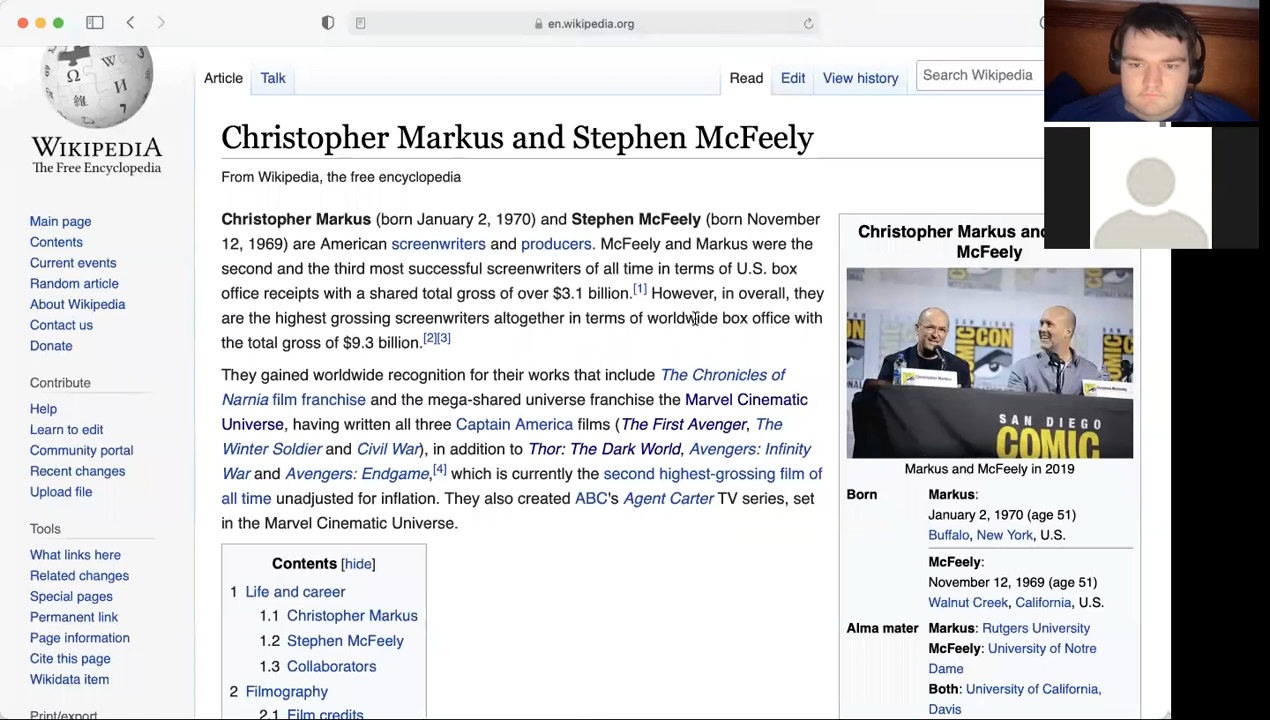 en.wikipedia.org
Article
Talk
Read
Edit
View history
Search Wikipedia
WIKIPEDIA
The Free Encyclopedia
Main page
Contents
Current events
Random article
About Wikipedia
Contact us
Donate
Contribute
Help
Learn to edit
Community portal
Recent changes
Upload file
Tools
What links here
Related changes
Special pages
Permanent link
Page information
Cite this page
Wikidata item
Print/export
Christopher Markus and Stephen McFeely
From Wikipedia, the free encyclopedia
Christopher Markus (born January 2, 1970) and Stephen McFeely (born November
12, 1969) are American screenwriters and producers. McFeely and Markus were the
second and the third most successful screenwriters of all time in terms of U.S. box
office receipts with a shared total gross of over $3.1 billion.[1] However, in overall, they
are the highest grossing screenwriters altogether in terms of worldwide box office with
the total gross of $9.3 billion.[2][3]
They gained worldwide recognition for their works that include The Chronicles of
Narnia film franchise and the mega-shared universe franchise the Marvel Cinematic
Universe, having written all three Captain America films (The First Avenger, The
Winter Soldier and Civil War), in addition to Thor: The Dark World, Avengers: Infinity
War and Avengers: Endgame,[4] which is currently the second highest-grossing film of
all time unadjusted for inflation. They also created ABC's Agent Carter TV series, set
in the Marvel Cinematic Universe.
Contents [hide]
1 Life and career
1.1 Christopher Markus
1.2 Stephen McFeely
1.3 Collaborators
2 Filmography
2.1 Film credits
Christopher Markus and
McFeely
SAN DIEGO
COMIC
Markus and McFeely in 2019
Born
Markus:
January 2, 1970 (age 51)
Buffalo, New York, U.S.
McFeely:
November 12, 1969 (age 51)
Walnut Creek, California, U.S.
Alma mater
Markus: Rutgers University
McFeely: University of Notre
Dame
Both: University of California,
Davis